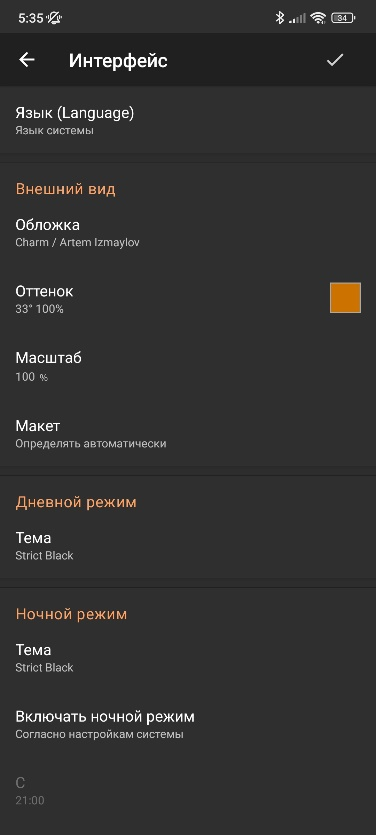 5:35
34
Интерфейс
Язык (Language)
Язык системы
Внешний вид
Обложка
Charm / Artem Izmaylov
Оттенок
33° 100%
Масштаб
100 %
Макет
Определять автоматически
Дневной режим
Тема
Strict Black
Ночной режим
Тема
Strict Black
Включать ночной режим
Согласно настройкам системы
С
21:00